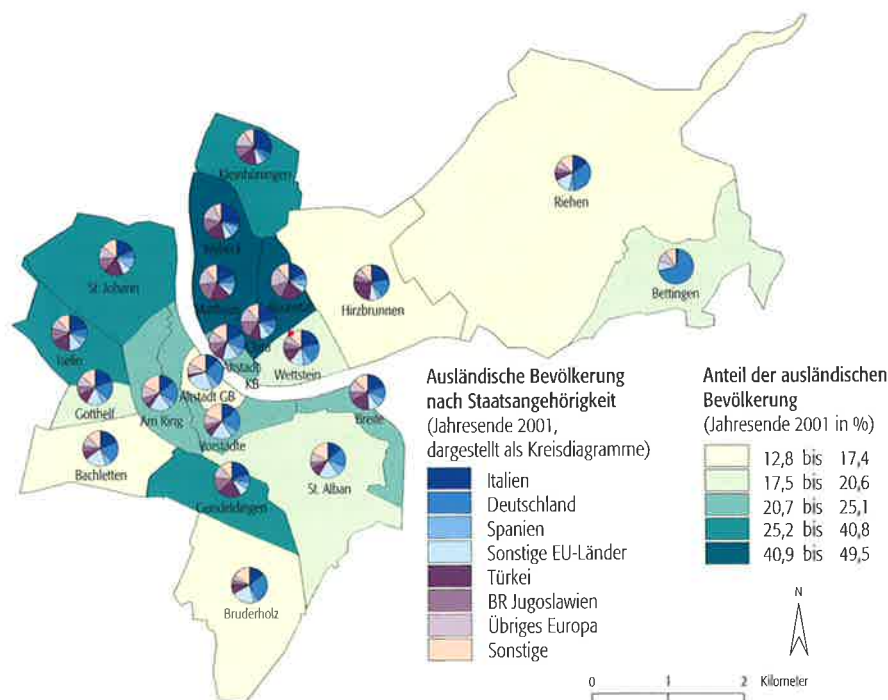 Kleinhüningen
Riehen
Bettingen
St. Johann
Hirzbrunnen
Iselin
Altstadt
KB
Wettstein
Gotthelf
Am Ring
Altstadt GB
Breite
Vorstädte
Bachletten
St. Alban
Gundeldingen
Bruderholz
Ausländische Bevölkerung
nach Staatsangehörigkeit
(Jahresende 2001,
dargestellt als Kreisdiagramme)
Italien
Deutschland
Spanien
Sonstige EU-Länder
Türkei
BR Jugoslawien
Übriges Europa
Sonstige
Anteil der ausländischen
Bevölkerung
(Jahresende 2001 in %)
12,8 bis 17,4
17,5 bis 20,6
20,7 bis 25,1
25,2 bis 40,8
40,9 bis 49,5
N
0 1 2 Kilometer